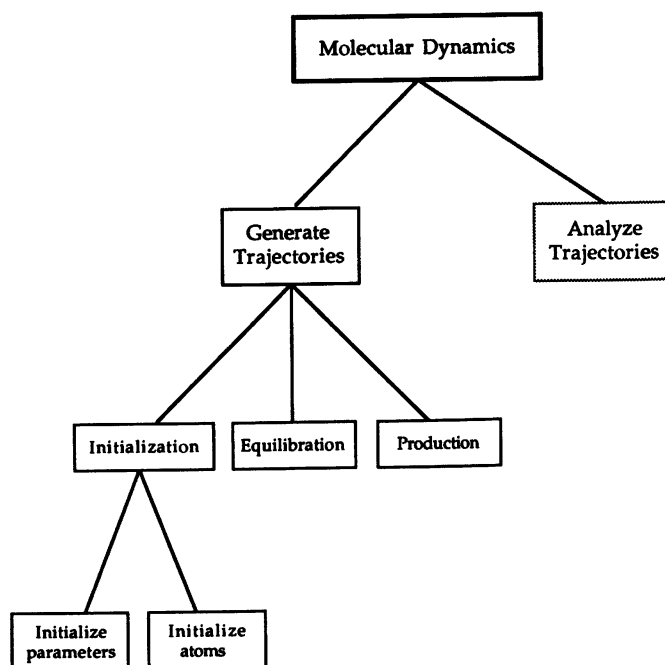 Molecular Dynamics
Generate
Trajectories
Analyze
Trajectories
Initialization
Equilibration
Production
Initialize
parameters
Initialize
atoms